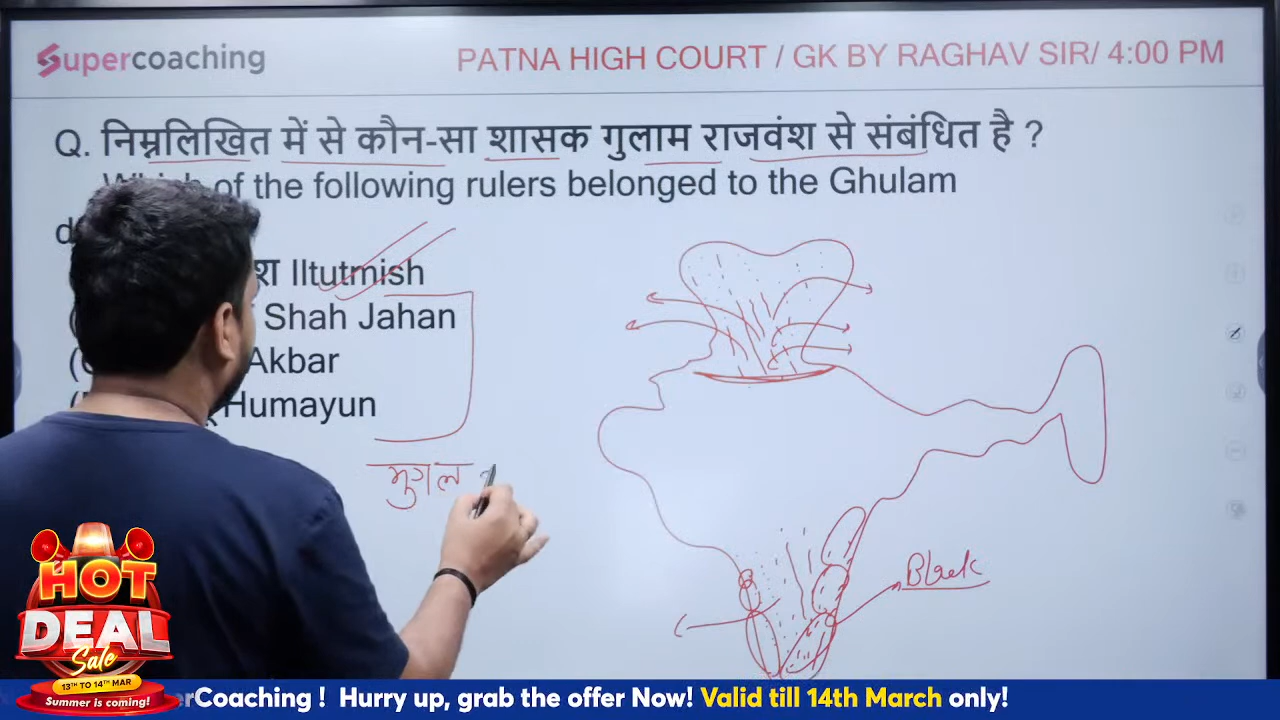 Supercoaching
PATNA HIGH COURT / GK BY RAGHAV SIR/ 4:00 PM
Q. निम्नलिखित में से कौन-सा शासक गुलाम राजवंश से संबंधित है ?
of the following rulers belonged to the Ghulam
d
श Iltutmish
( Shah Jahan
( Akbar
( Humayun
मुगल
HOT
DEAL
Sale
13TH TO 14TH MAR
Summer is coming!
erCoaching ! Hurry up, grab the offer Now! Valid till 14th March only!